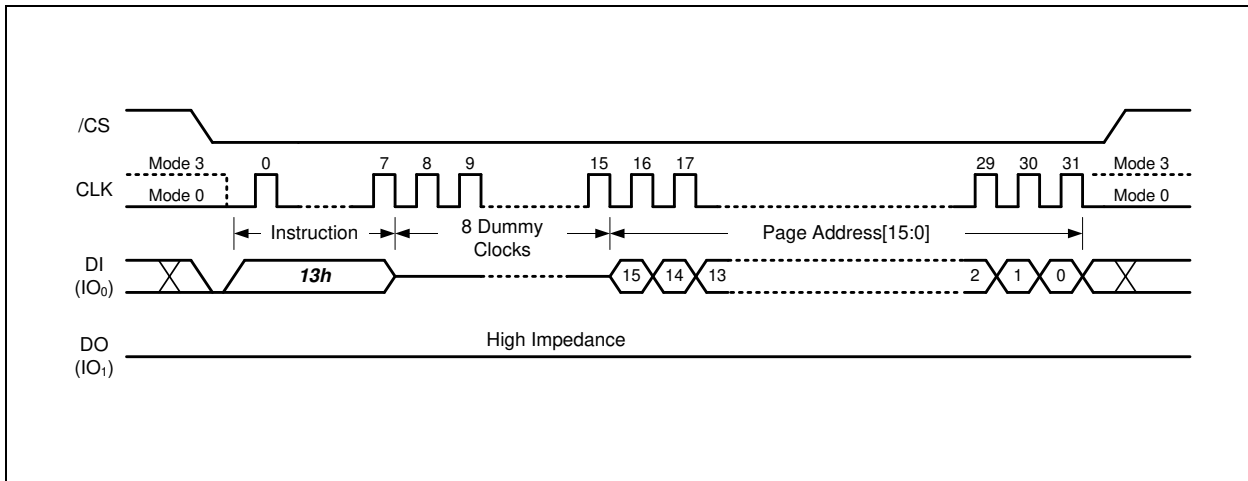 /CS
Mode 3 0 7 8 9 15 16 17 29 30 31 Mode 3
CLK
Mode 0 Mode 0
Instruction 8 Dummy Clocks Page Address[15:0]
DI
(IO₀)
13h 15 14 13 2 1 0
DO
(IO₁)
High Impedance